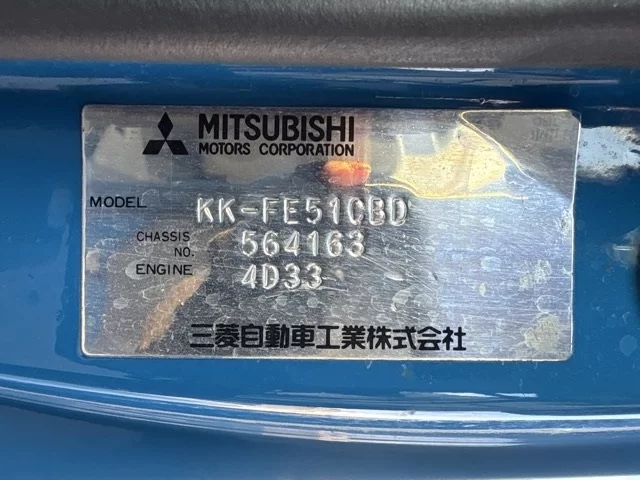 MITSUBISHI
MOTORS CORPORATION
MODEL KK-FE51CBD
CHASSIS NO. 564163
ENGINE 4D33
三菱自動車工業株式会社